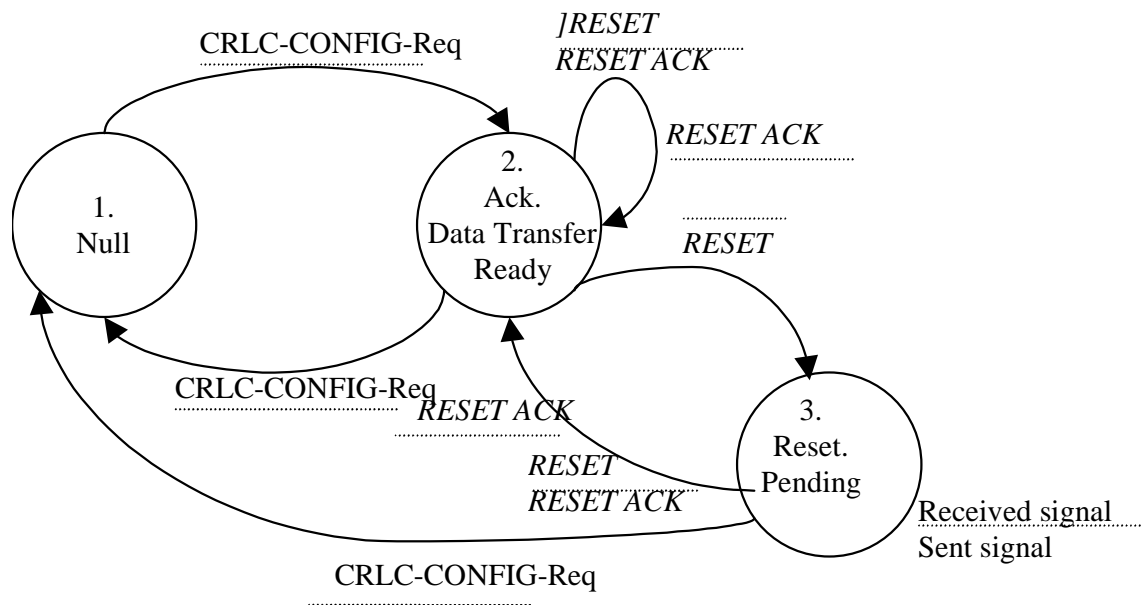 ]RESET
CRLC-CONFIG-Req
RESET ACK
RESET ACK
2.
Ack.
Data Transfer
Ready
1.
Null
RESET
CRLC-CONFIG-Req
RESET ACK
3.
Reset.
Pending
RESET
RESET ACK
Received signal
Sent signal
CRLC-CONFIG-Req